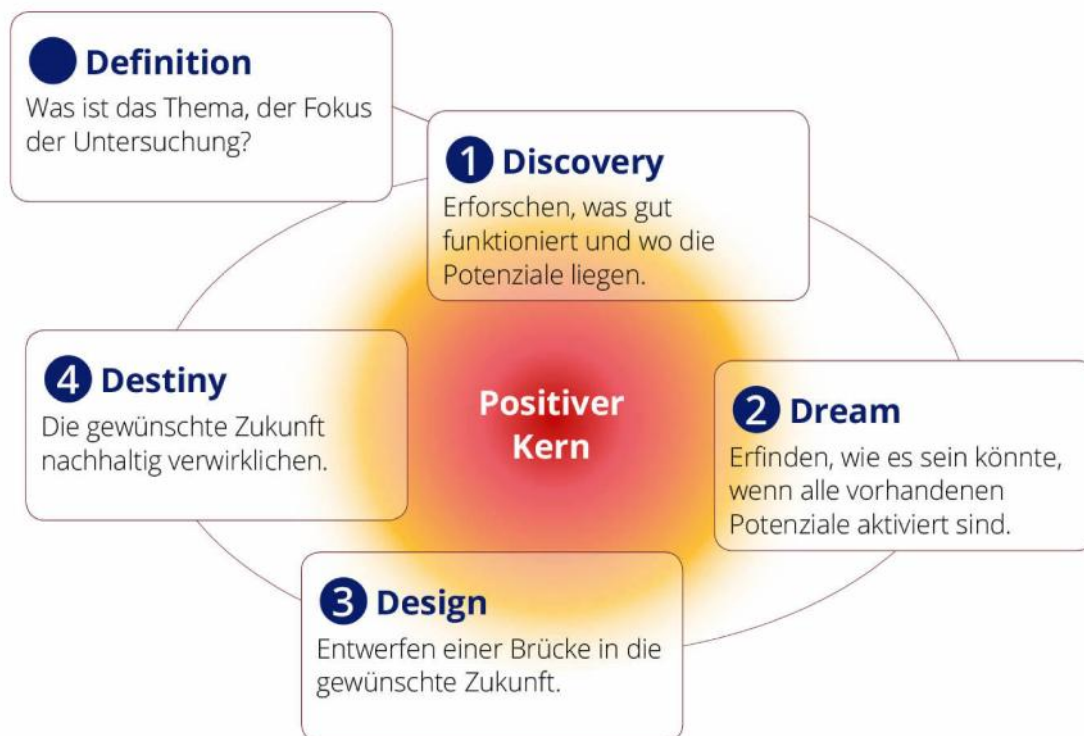 Definition
Was ist das Thema, der Fokus
der Untersuchung?
1 Discovery
Erforschen, was gut
funktioniert und wo die
Potenziale liegen.
2 Dream
Erfinden, wie es sein könnte,
wenn alle vorhandenen
Potenziale aktiviert sind.
3 Design
Entwerfen einer Brücke in die
gewünschte Zukunft.
4 Destiny
Die gewünschte Zukunft
nachhaltig verwirklichen.
Positiver
Kern